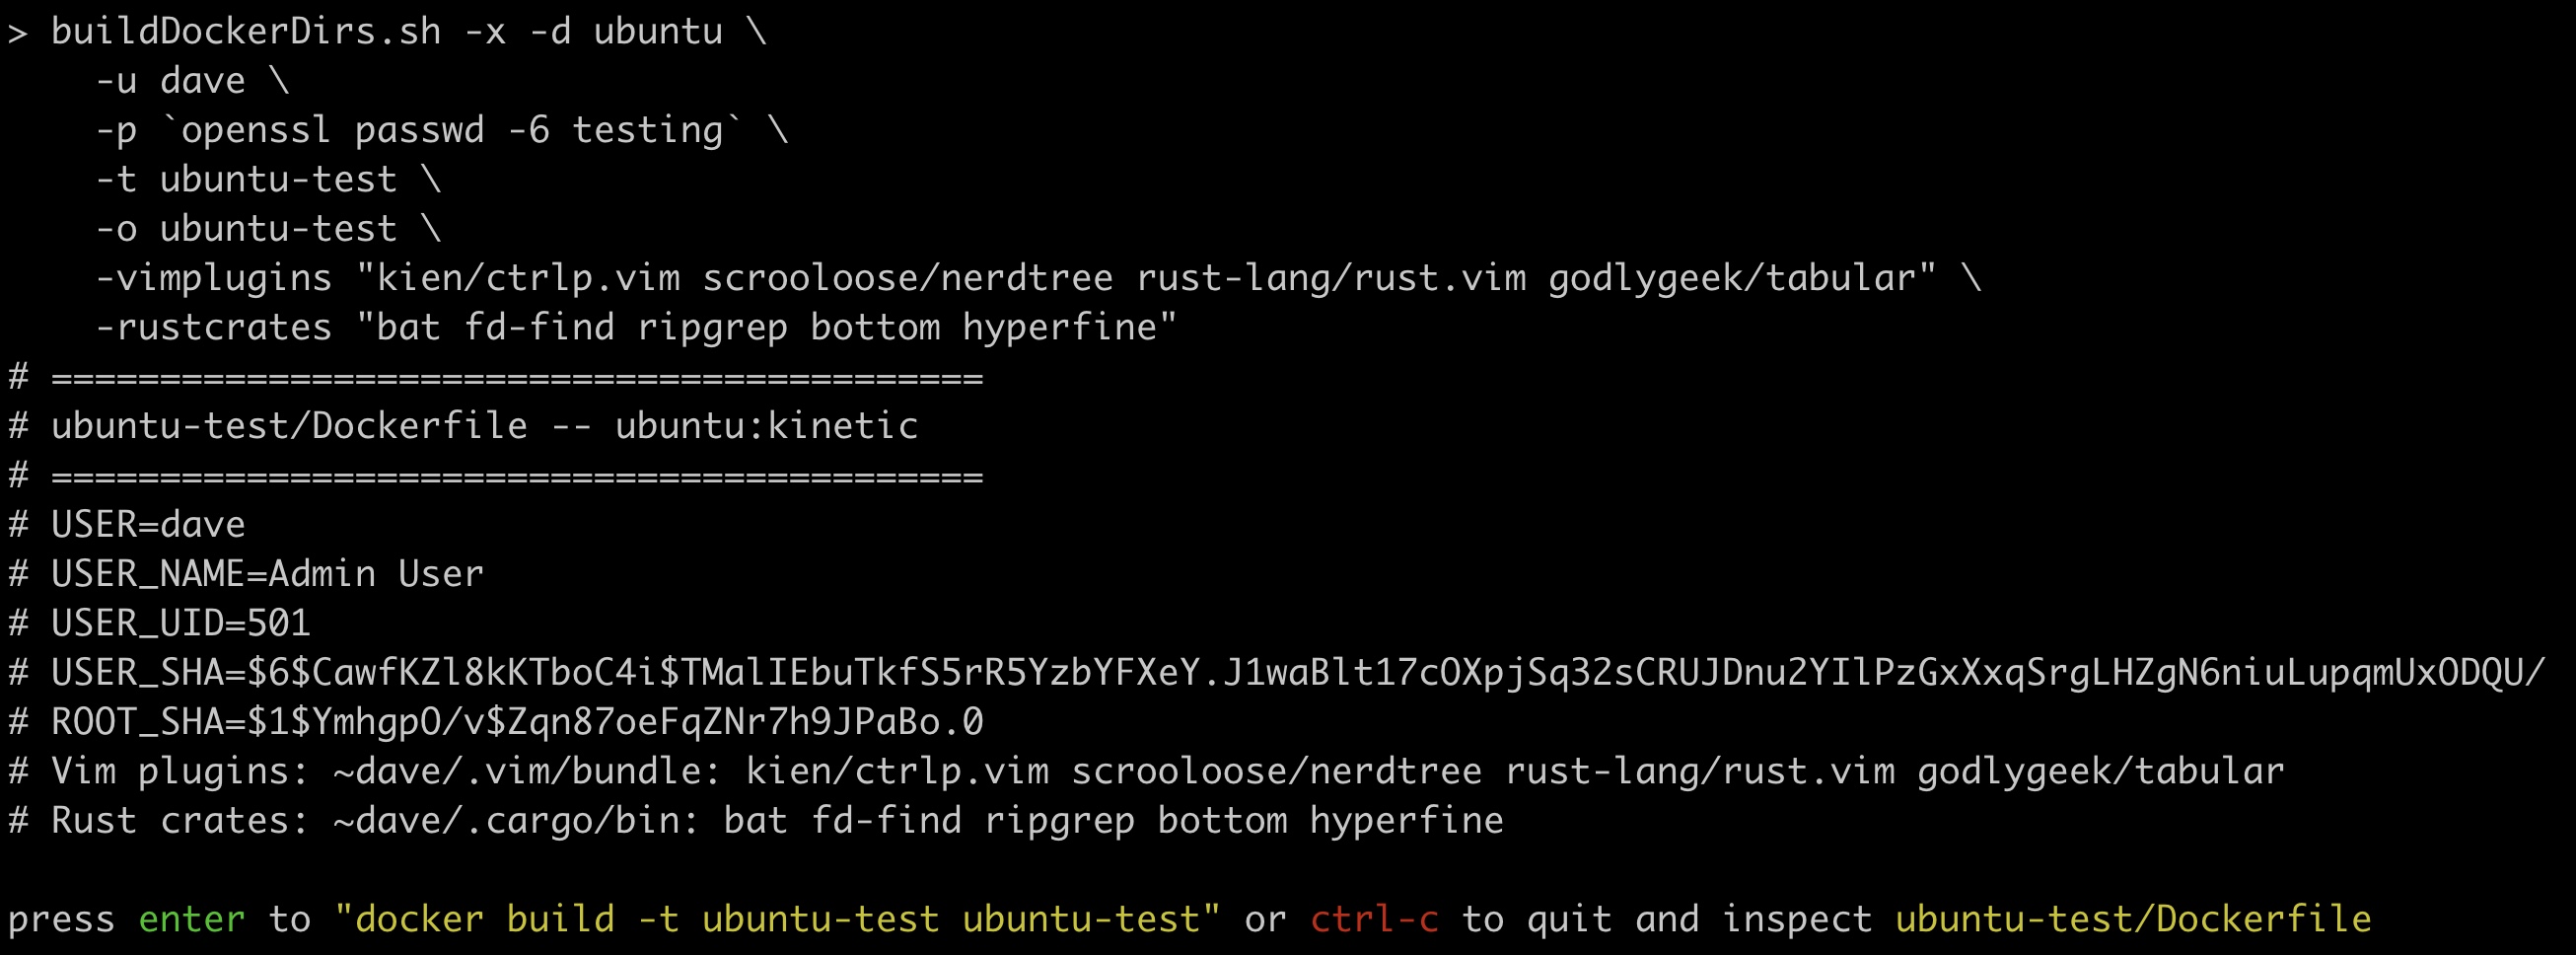 > buildDockerDirs.sh -x -d ubuntu \
-u dave \
-p `openssl passwd -6 testing` \
-t ubuntu-test \
-o ubuntu-test \
-vimplugins "kien/ctrlp.vim scrooloose/nerdtree rust-lang/rust.vim godlygeek/tabular" \
-rustcrates "bat fd-find ripgrep bottom hyperfine"
# ===========================================
# ubuntu-test/Dockerfile -- ubuntu:kinetic
# ===========================================
# USER=dave
# USER_NAME=Admin User
# USER_UID=501
# USER_SHA=$6$CawfKZl8kKTboC4i$TMalIEbuTkfS5rR5YzbYFXeY.J1waBlt17cOXpjSq32sCRUJDnu2YIlPzGxXxqSrgLHZgN6niuLupqmUxODQU/
# ROOT_SHA=$1$YmhgpO/v$Zqn87oeFqZNr7h9JPaBo.0
# Vim plugins: ~dave/.vim/bundle: kien/ctrlp.vim scrooloose/nerdtree rust-lang/rust.vim godlygeek/tabular
# Rust crates: ~dave/.cargo/bin: bat fd-find ripgrep bottom hyperfine
press enter to "docker build -t ubuntu-test ubuntu-test" or ctrl-c to quit and inspect ubuntu-test/Dockerfile